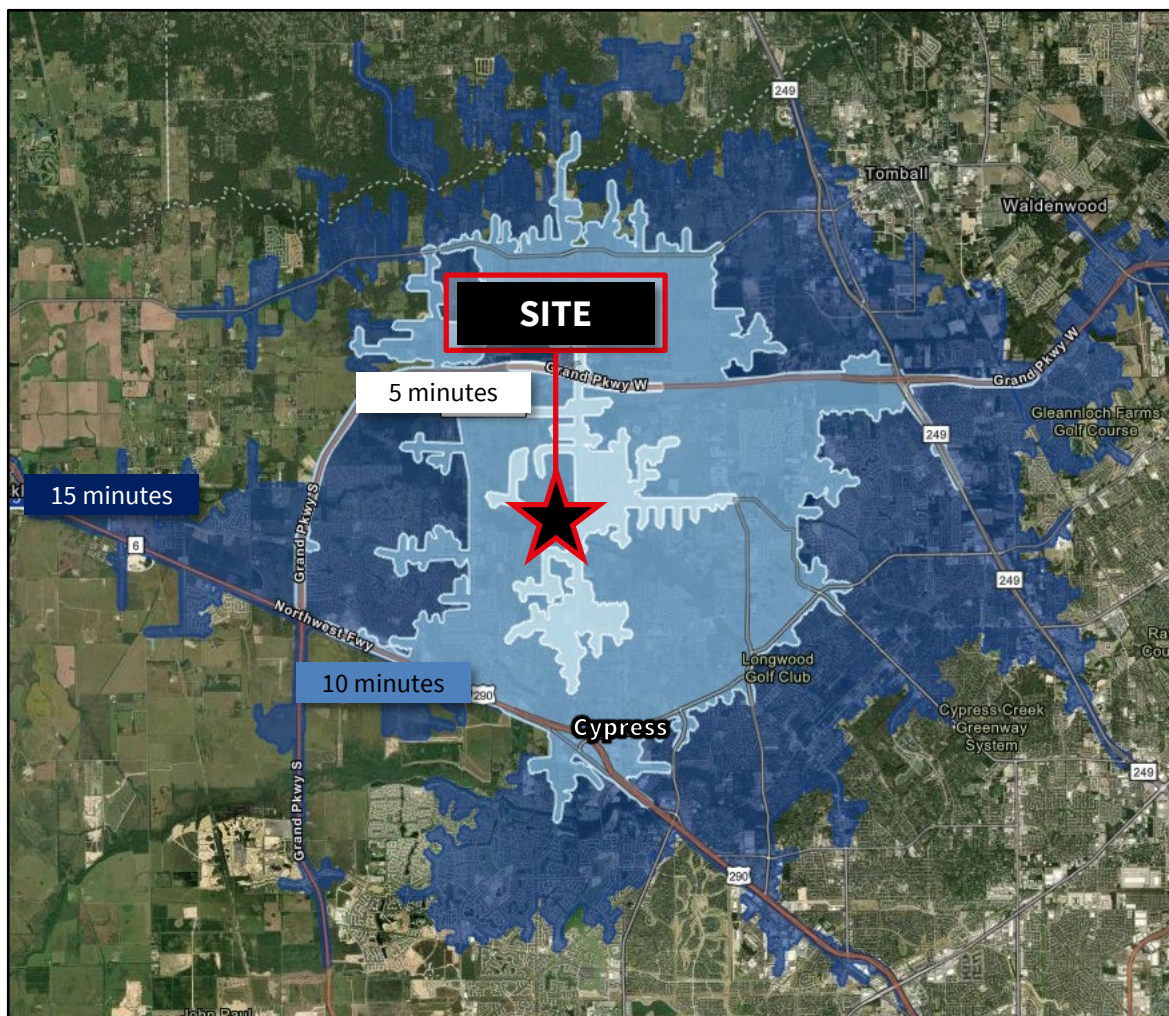 249
Tomball
Waldenwood
SITE
Grand Pkwy W
Grand Pkwy W
5 minutes
Gleannloch Farms
Golf Course
249
15 minutes
6
Grand Pkwy S
249
Northwest Fwy
Longwood
Golf Club
10 minutes
290
Cypress
Cypress Creek
Greenway
System
249
Grand Pkwy S
290